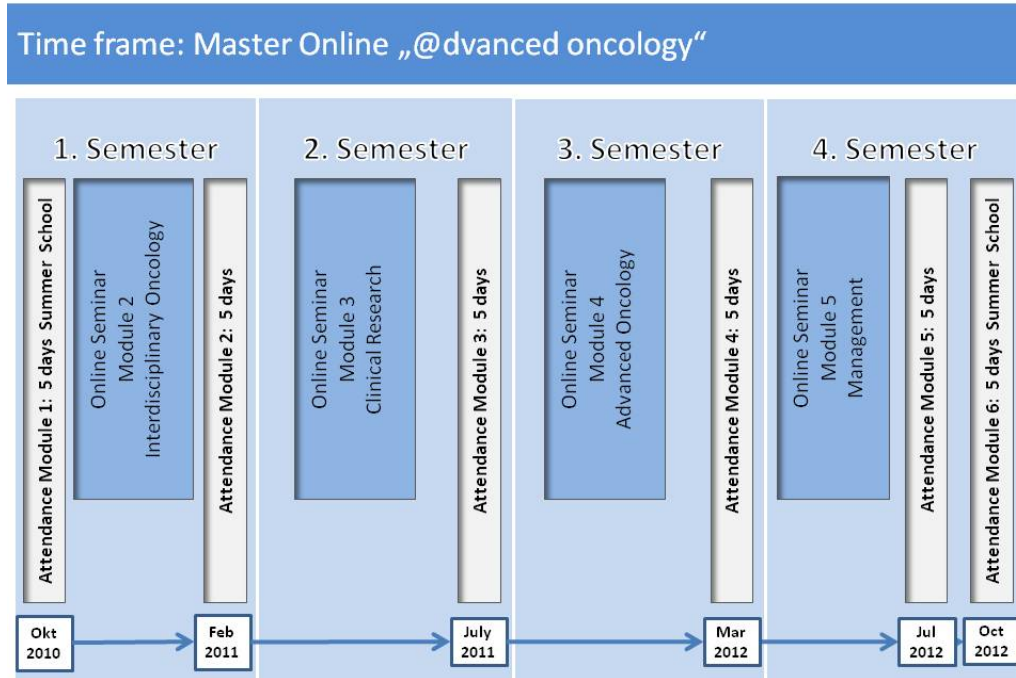 Time frame: Master Online „@dvanced oncology“
1. Semester
Attendance Module 1: 5 days Summer School
Online Seminar
Module 2
Interdisciplinary Oncology
Attendance Module 2: 5 days
2. Semester
Online Seminar
Module 3
Clinical Research
Attendance Module 3: 5 days
3. Semester
Online Seminar
Module 4
Advanced Oncology
Attendance Module 4: 5 days
4. Semester
Online Seminar
Module 5
Management
Attendance Module 5: 5 days
Attendance Module 6: 5 days Summer School
Okt
2010
Feb
2011
July
2011
Mar
2012
Jul
2012
Oct
2012